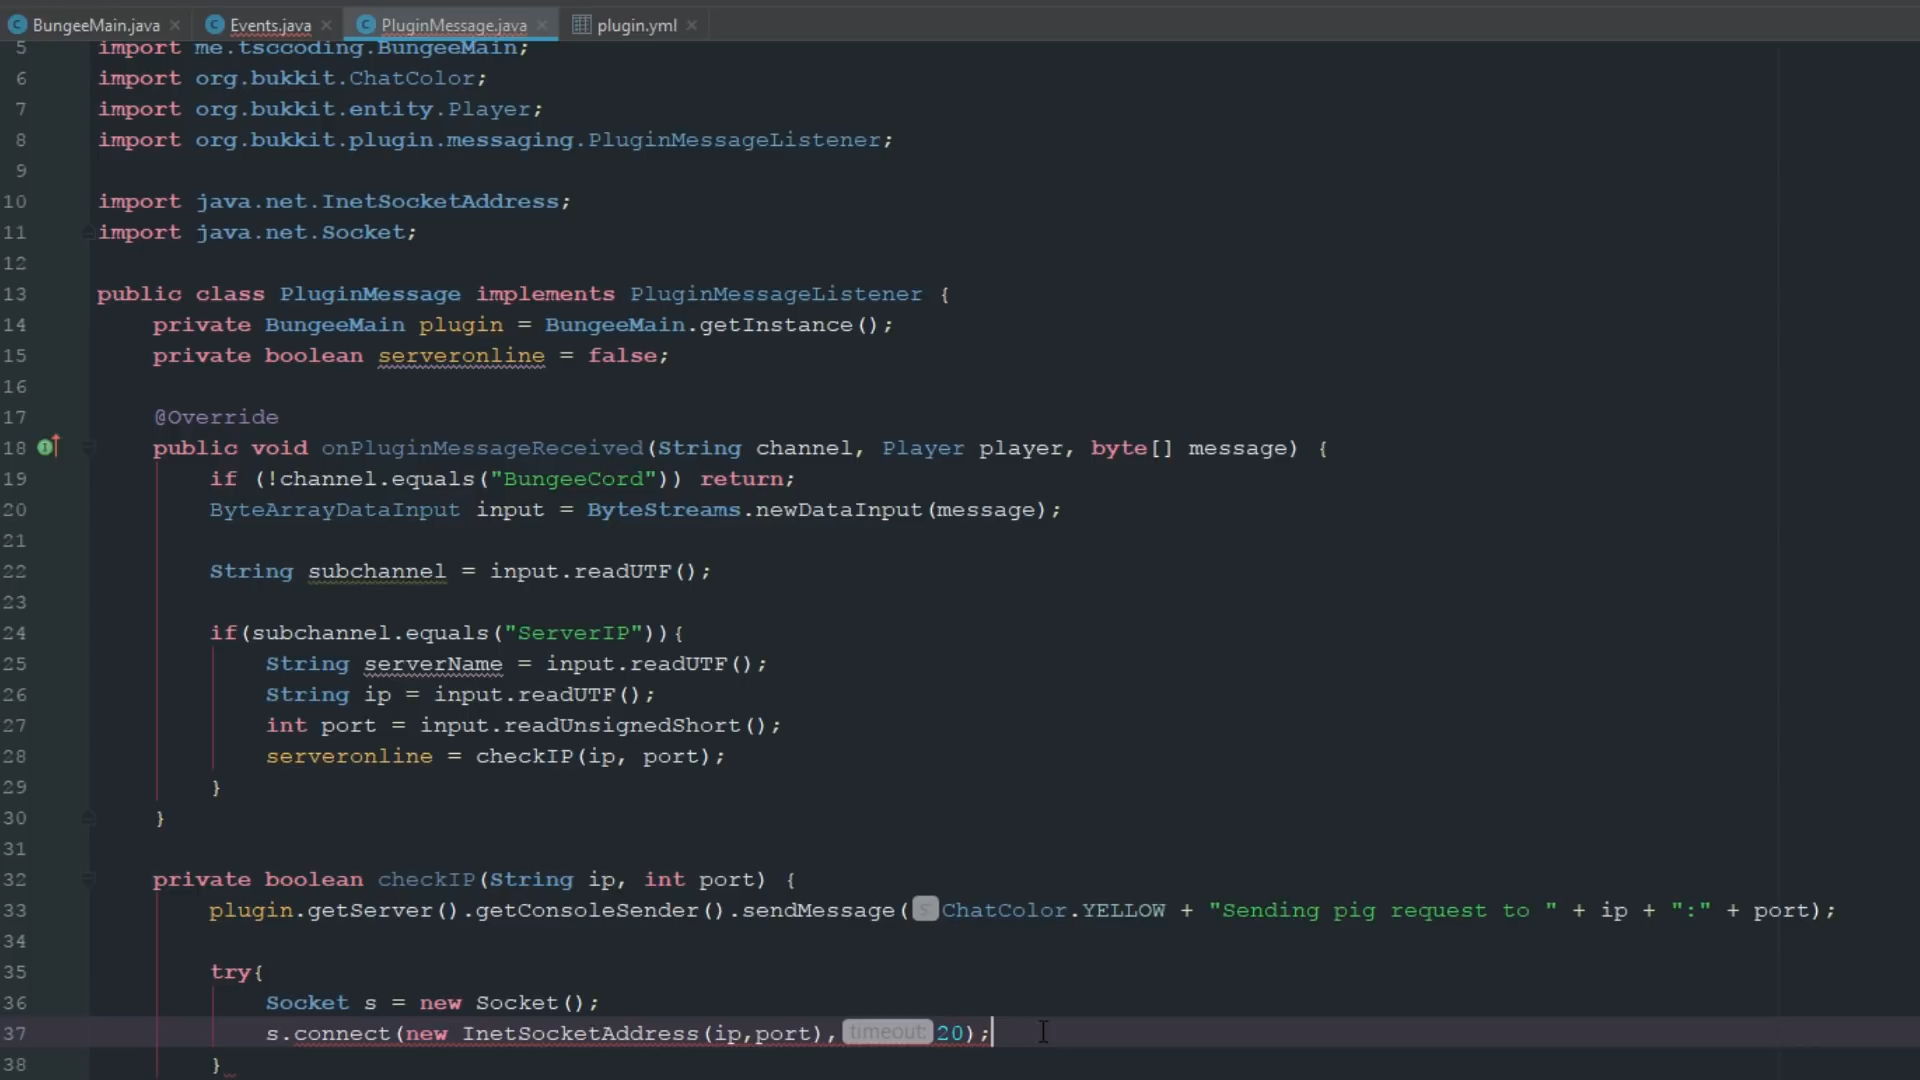 BungeeMain.java Events.java PluginMessage.java plugin.yml
5 import me.tsccoding.BungeeMain;
6 import org.bukkit.ChatColor;
7 import org.bukkit.entity.Player;
8 import org.bukkit.plugin.messaging.PluginMessageListener;
9
10 import java.net.InetSocketAddress;
11 import java.net.Socket;
12
13 public class PluginMessage implements PluginMessageListener {
14 private BungeeMain plugin = BungeeMain.getInstance();
15 private boolean serveronline = false;
16
17 @Override
18 public void onPluginMessageReceived(String channel, Player player, byte[] message) {
19 if (!channel.equals("BungeeCord")) return;
20 ByteArrayDataInput input = ByteStreams.newDataInput(message);
21
22 String subchannel = input.readUTF();
23
24 if(subchannel.equals("ServerIP")){
25 String serverName = input.readUTF();
26 String ip = input.readUTF();
27 int port = input.readUnsignedShort();
28 serveronline = checkIP(ip, port);
29 }
30 }
31
32 private boolean checkIP(String ip, int port) {
33 plugin.getServer().getConsoleSender().sendMessage( s ChatColor.YELLOW + "Sending pig request to " + ip + ":" + port);
34
35 try{
36 Socket s = new Socket();
37 s.connect(new InetSocketAddress(ip,port), timeout: 20);
38 }